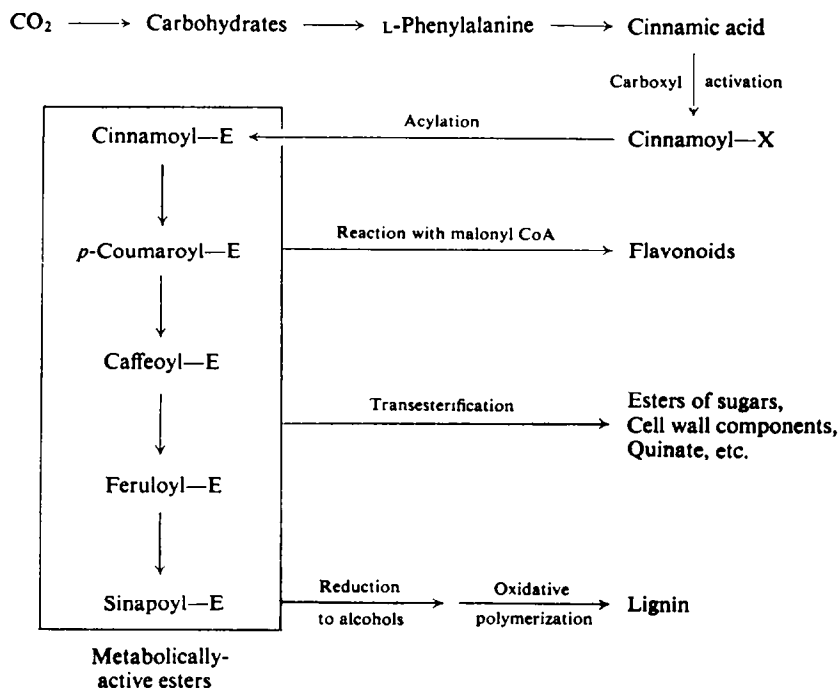 CO₂ Carbohydrates L-Phenylalanine Cinnamic acid
Carboxyl activation
Cinnamoyl—E Acylation Cinnamoyl—X
p-Coumaroyl—E Reaction with malonyl CoA Flavonoids
Caffeoyl—E
Transesterification Esters of sugars,
Cell wall components,
Quinate, etc.
Feruloyl—E
Sinapoyl—E Reduction to alcohols Oxidative polymerization Lignin
Metabolically-
active esters